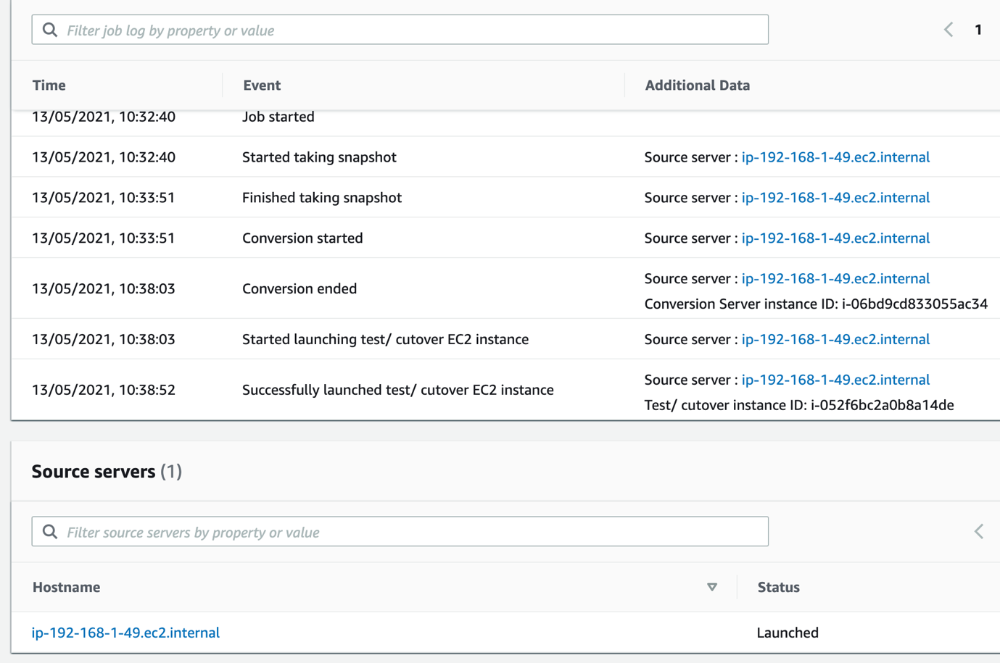 Filter job log by property or value
1
Time Event Additional Data
13/05/2021, 10:32:40 Job started
13/05/2021, 10:32:40 Started taking snapshot Source server : ip-192-168-1-49.ec2.internal
13/05/2021, 10:33:51 Finished taking snapshot Source server : ip-192-168-1-49.ec2.internal
13/05/2021, 10:33:51 Conversion started Source server : ip-192-168-1-49.ec2.internal
13/05/2021, 10:38:03 Conversion ended Source server : ip-192-168-1-49.ec2.internal
Conversion Server instance ID: i-06bd9cd833055ac34
13/05/2021, 10:38:03 Started launching test/ cutover EC2 instance Source server : ip-192-168-1-49.ec2.internal
13/05/2021, 10:38:52 Successfully launched test/ cutover EC2 instance Source server : ip-192-168-1-49.ec2.internal
Test/ cutover instance ID: i-052f6bc2a0b8a14de
Source servers (1)
Filter source servers by property or value
Hostname Status
ip-192-168-1-49.ec2.internal Launched